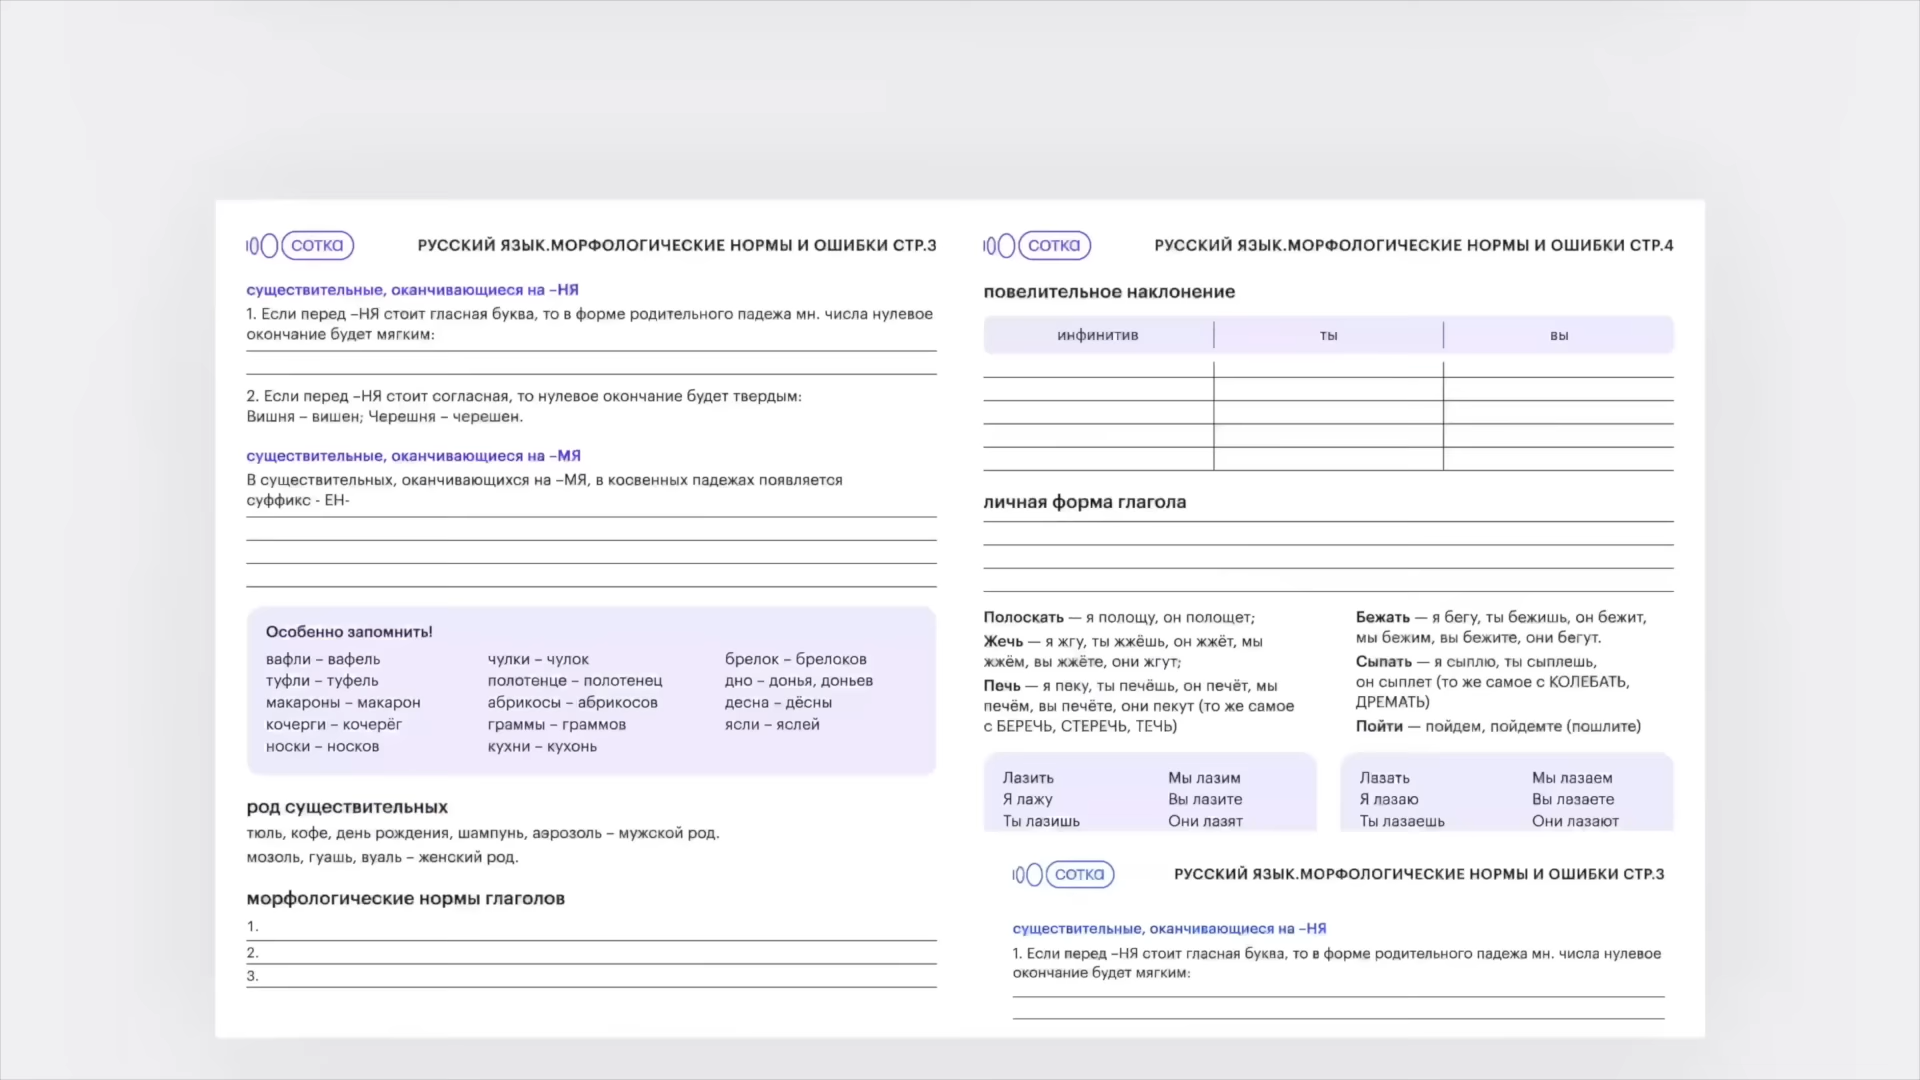 сотка
РУССКИЙ ЯЗЫК.МОРФОЛОГИЧЕСКИЕ НОРМЫ И ОШИБКИ СТР.3
существительные, оканчивающиеся на –НЯ
1. Если перед –НЯ стоит гласная буква, то в форме родительного падежа мн. числа нулевое
окончание будет мягким:
2. Если перед –НЯ стоит согласная, то нулевое окончание будет твердым:
Вишня – вишен; Черешня – черешен.
существительные, оканчивающиеся на –МЯ
В существительных, оканчивающихся на –МЯ, в косвенных падежах появляется
суффикс - ЕН-
Особенно запомнить!
вафли – вафель
туфли – туфель
макароны – макарон
кочерги – кочерёг
носки – носков
чулки – чулок
полотенце – полотенец
абрикосы – абрикосов
граммы – граммов
кухни – кухонь
брелок – брелоков
дно – донья, доньев
десна – дёсны
ясли – яслей
род существительных
тюль, кофе, день рождения, шампунь, аэрозоль – мужской род.
мозоль, гуашь, вуаль – женский род.
морфологические нормы глаголов
1.
2.
3.
сотка
РУССКИЙ ЯЗЫК.МОРФОЛОГИЧЕСКИЕ НОРМЫ И ОШИБКИ СТР.4
повелительное наклонение
инфинитив ты вы
личная форма глагола
Полоскать — я полощу, он полощет;
Жечь — я жгу, ты жжёшь, он жжёт, мы
жжём, вы жжёте, они жгут;
Печь — я пеку, ты печёшь, он печёт, мы
печём, вы печёте, они пекут (то же самое
с БЕРЕЧЬ, СТЕРЕЧЬ, ТЕЧЬ)
Бежать — я бегу, ты бежишь, он бежит,
мы бежим, вы бежите, они бегут.
Сыпать — я сыплю, ты сыплешь,
он сыплет (то же самое с КОЛЕБАТЬ,
ДРЕМАТЬ)
Пойти — пойдем, пойдемте (пошлите)
Лазить Мы лазим
Я лажу Вы лазите
Ты лазишь Они лазят
Лазать Мы лазаем
Я лазаю Вы лазаете
Ты лазаешь Они лазают
сотка
РУССКИЙ ЯЗЫК.МОРФОЛОГИЧЕСКИЕ НОРМЫ И ОШИБКИ СТР.3
существительные, оканчивающиеся на –НЯ
1. Если перед –НЯ стоит гласная буква, то в форме родительного падежа мн. числа нулевое
окончание будет мягким: